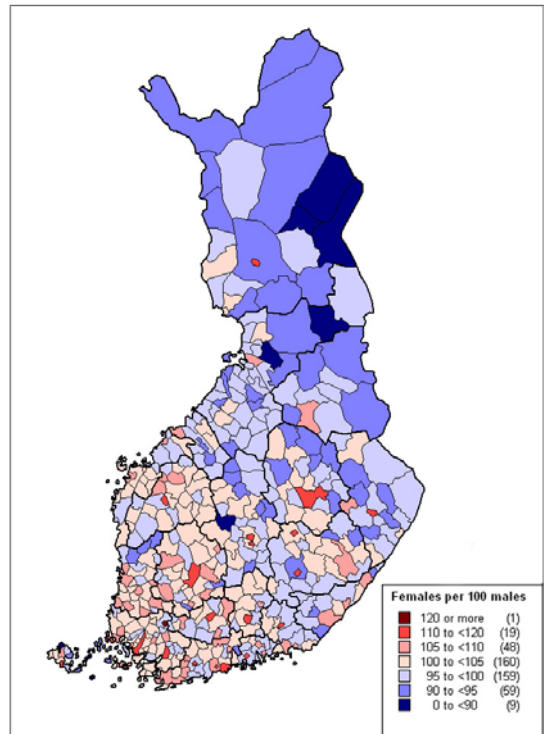 Females per 100 males
120 or more (1)
110 to <120 (19)
105 to <110 (48)
100 to <105 (160)
95 to <100 (159)
90 to <95 (59)
0 to <90 (9)